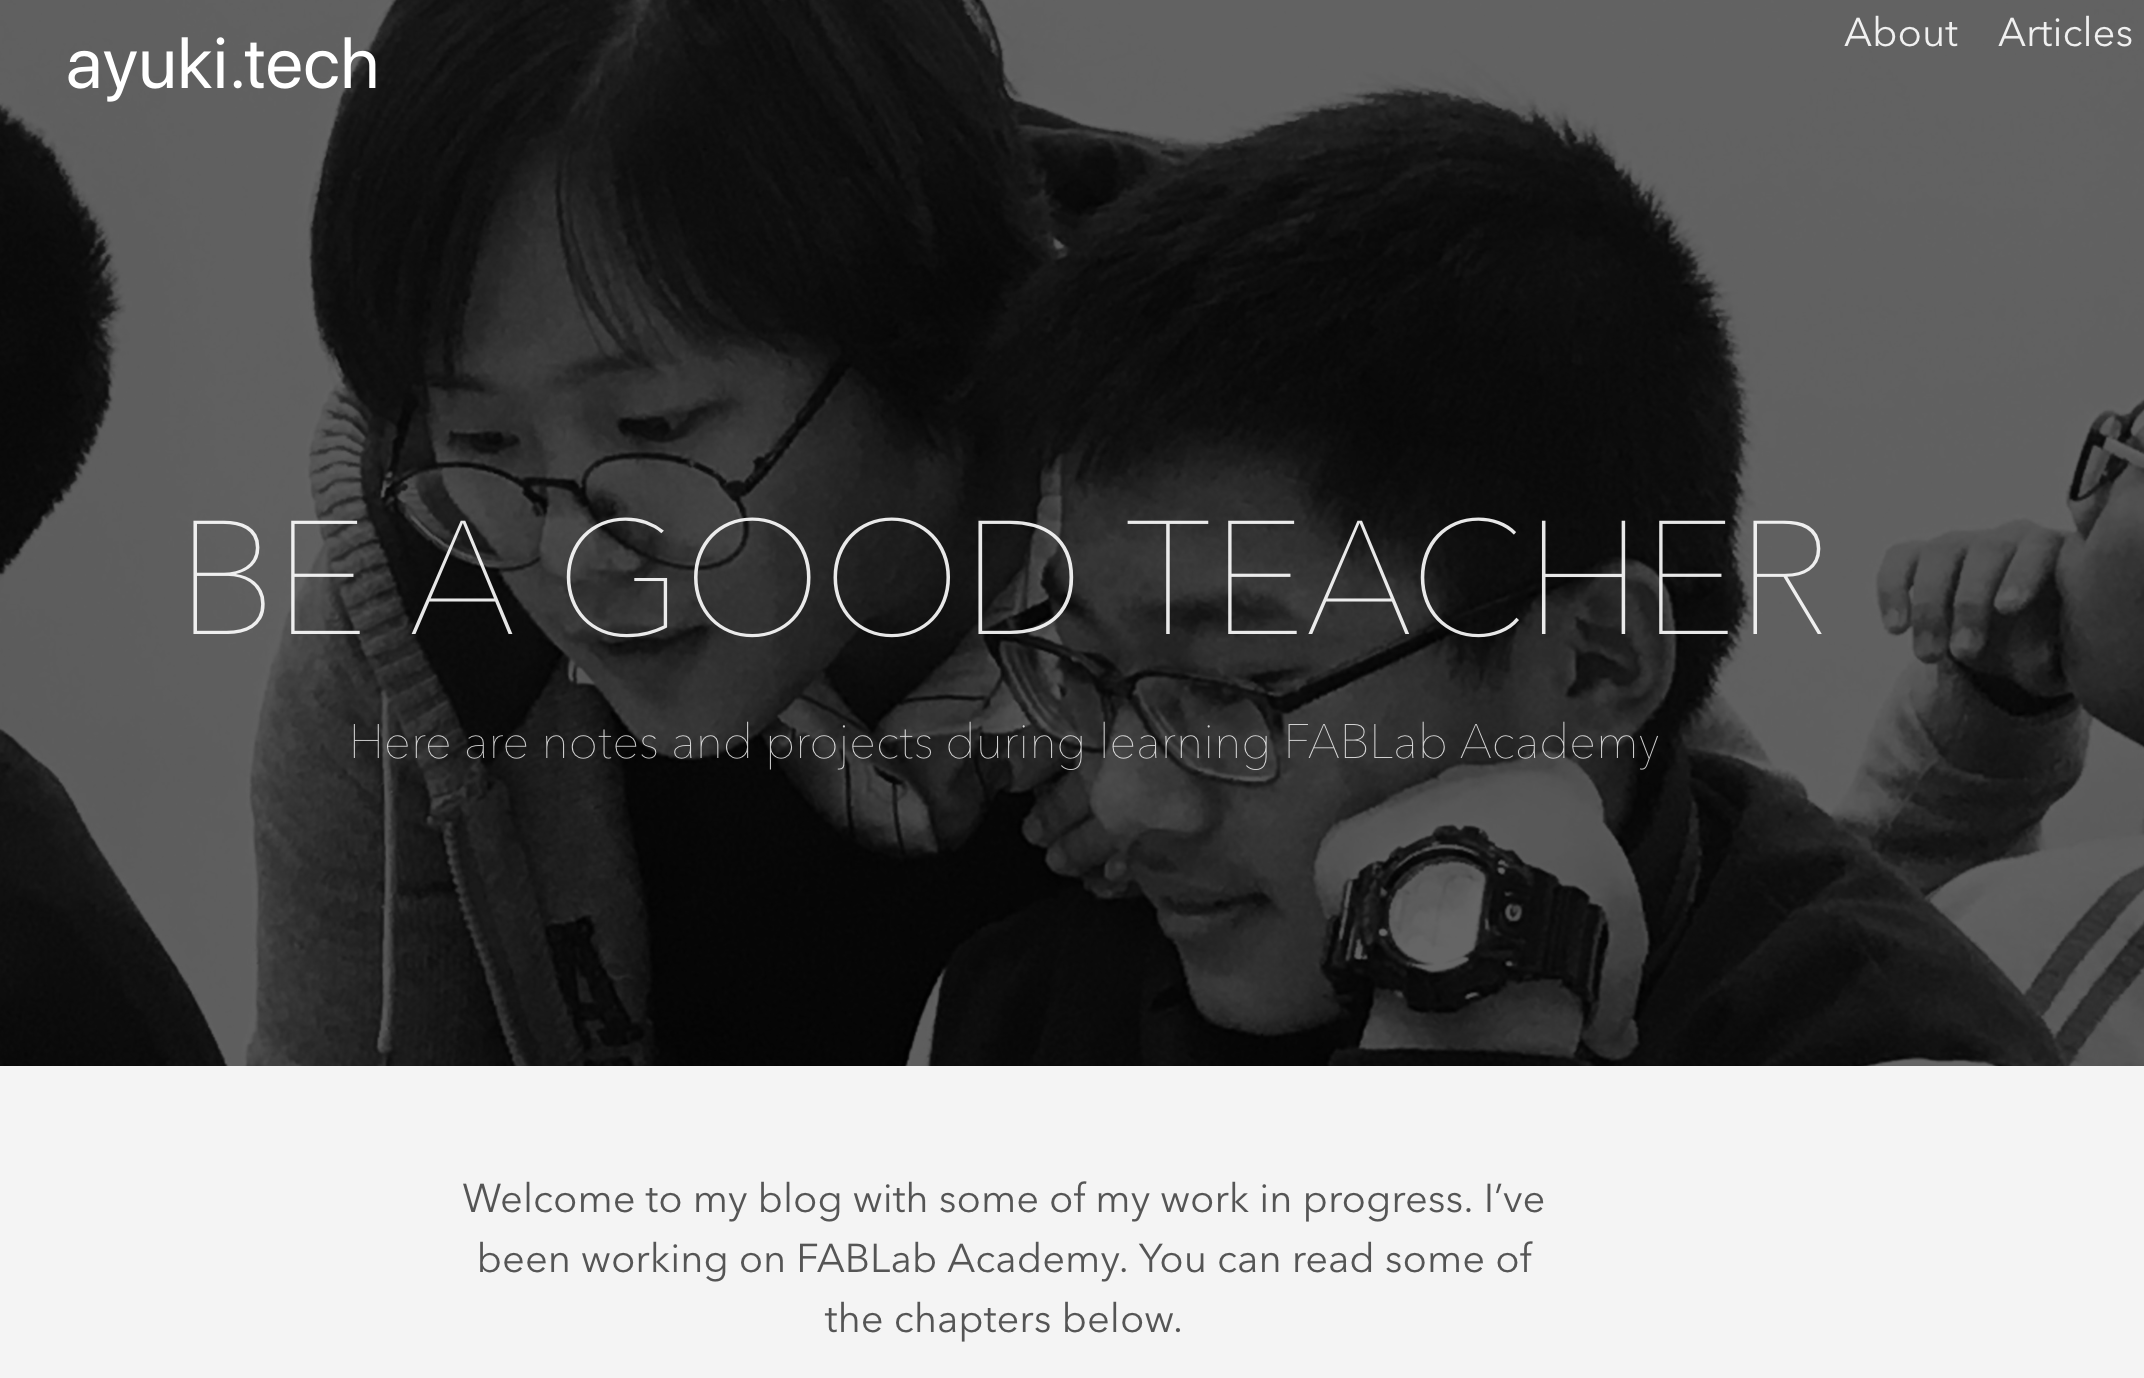 ayuki.tech
About Articles
BE A GOOD TEACHER
Here are notes and projects during learning FABLab Academy
G
Welcome to my blog with some of my work in progress. I’ve
been working on FABLab Academy. You can read some of
the chapters below.